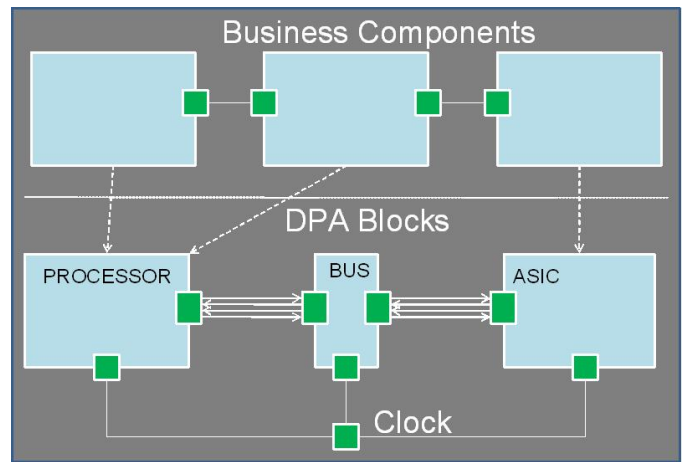 Business Components
DPA Blocks
PROCESSOR
BUS
ASIC
Clock